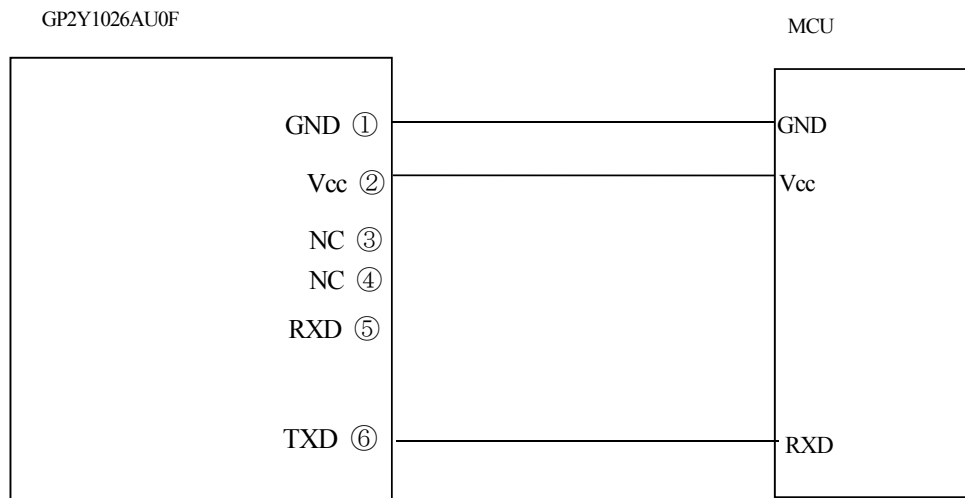 GP2Y1026AU0F
MCU
GND ①
GND
Vcc ②
Vcc
NC ③
NC ④
RXD ⑤
TXD ⑥
RXD